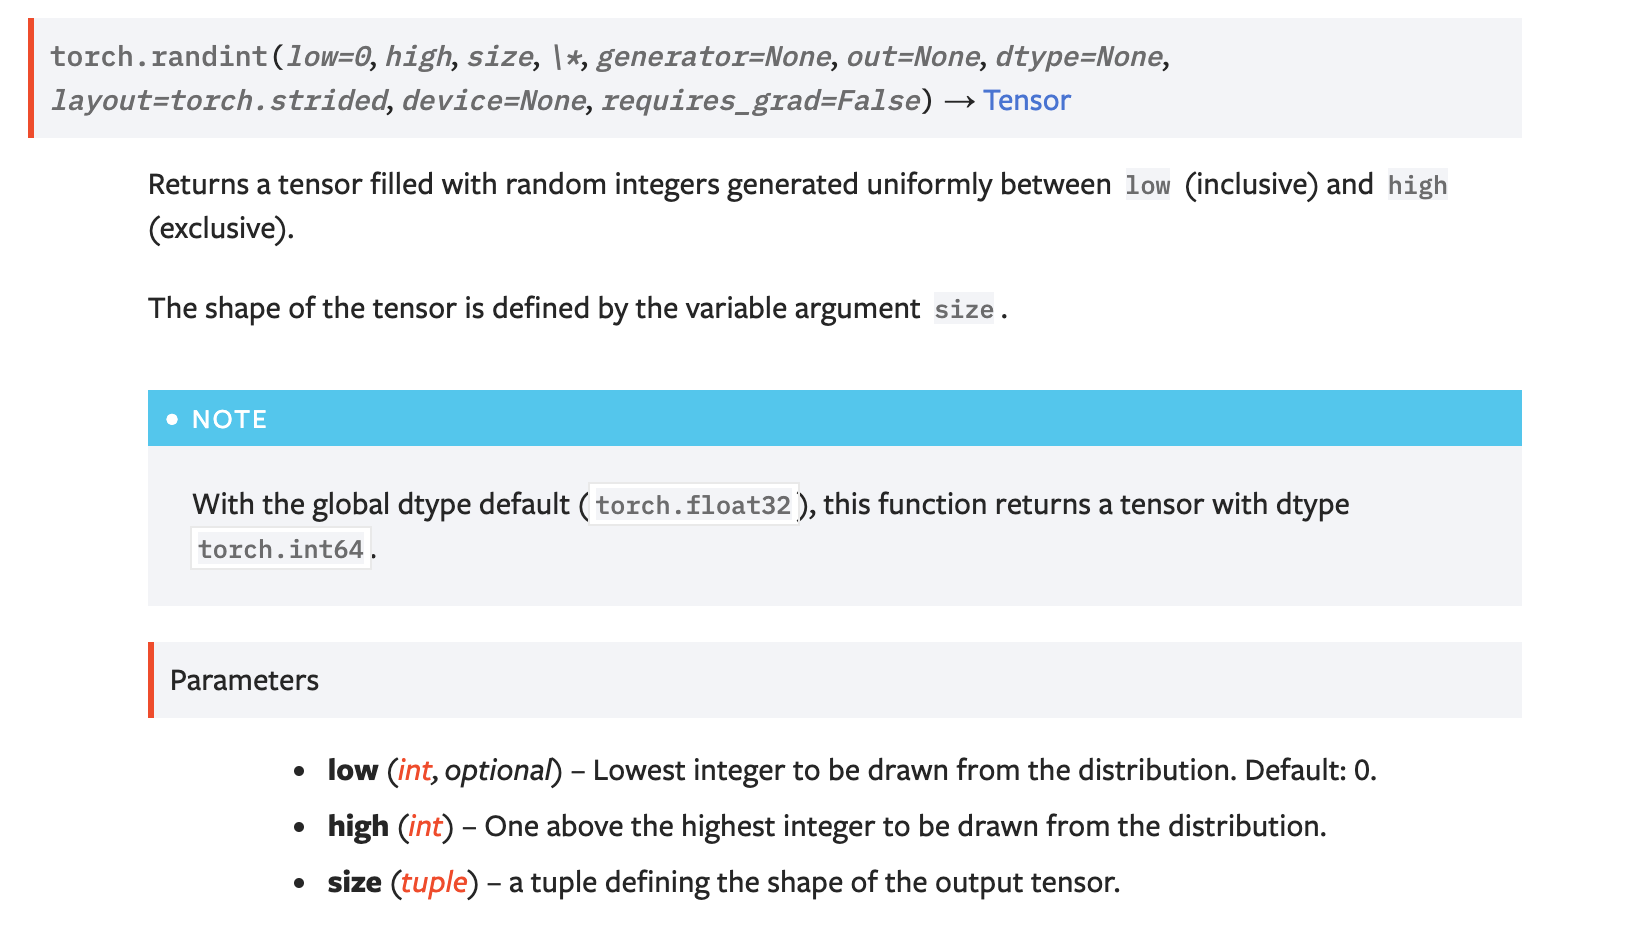 torch.randint(low=0, high, size, \*, generator=None, out=None, dtype=None,
layout=torch.strided, device=None, requires_grad=False) → Tensor
Returns a tensor filled with random integers generated uniformly between low (inclusive) and high
(exclusive).
The shape of the tensor is defined by the variable argument size.
• NOTE
With the global dtype default (torch.float32), this function returns a tensor with dtype
torch.int64.
Parameters
• low (int, optional) – Lowest integer to be drawn from the distribution. Default: 0.
• high (int) – One above the highest integer to be drawn from the distribution.
• size (tuple) – a tuple defining the shape of the output tensor.